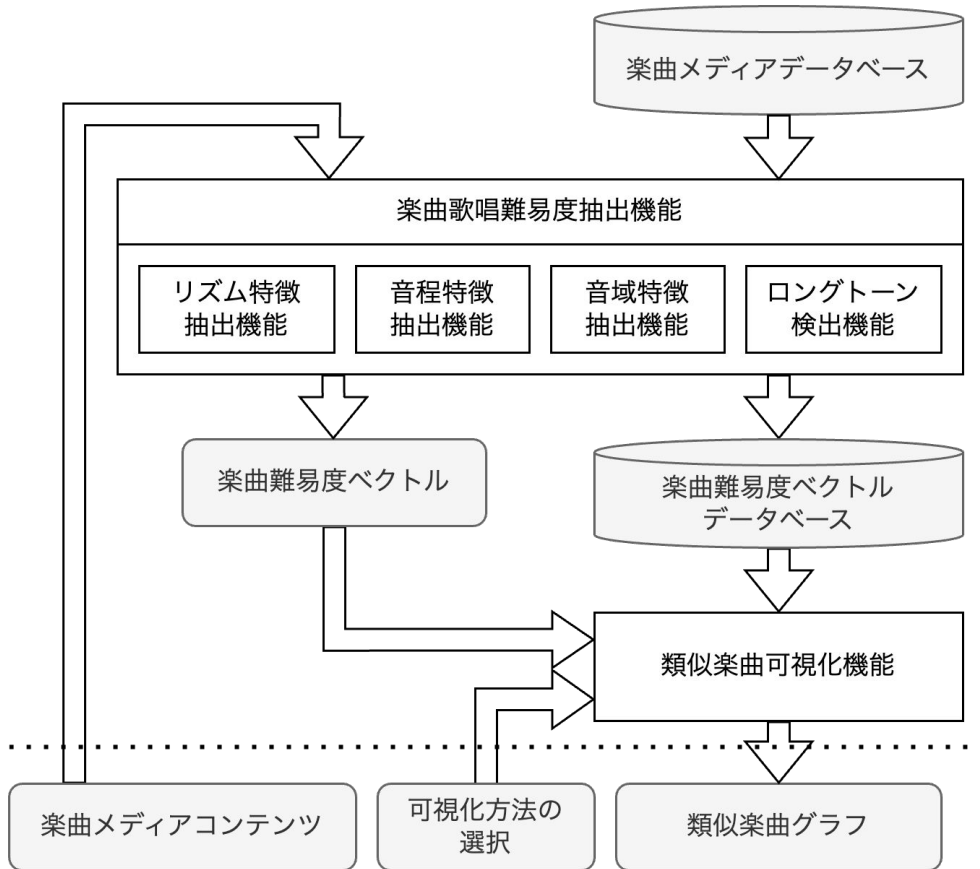 楽曲メディアデータベース
楽曲歌唱難易度抽出機能
リズム特徴
抽出機能
音程特徴
抽出機能
音域特徴
抽出機能
ロングトーン
検出機能
楽曲難易度ベクトル
楽曲難易度ベクトル
データベース
類似楽曲可視化機能
楽曲メディアコンテンツ
可視化方法の
選択
類似楽曲グラフ